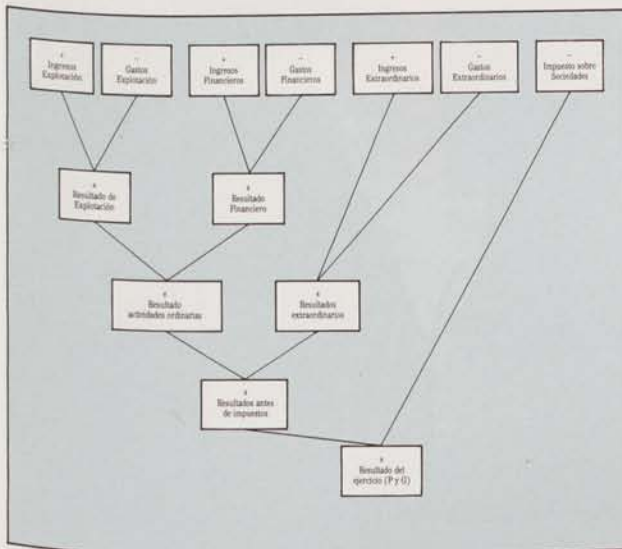 +
Ingresos
Explotación
–
Gastos
Explotación
+
Ingresos
Financieros
–
Gastos
Financieros
+
Ingresos
Extraordinarios
–
Gastos
Extraordinarios
–
Impuesto sobre
Sociedades
±
Resultado de
Explotación
±
Resultado
Financiero
±
Resultado
actividades ordinarias
±
Resultados
extraordinarios
±
Resultados antes
de impuestos
±
Resultado del
ejercicio (P y G)